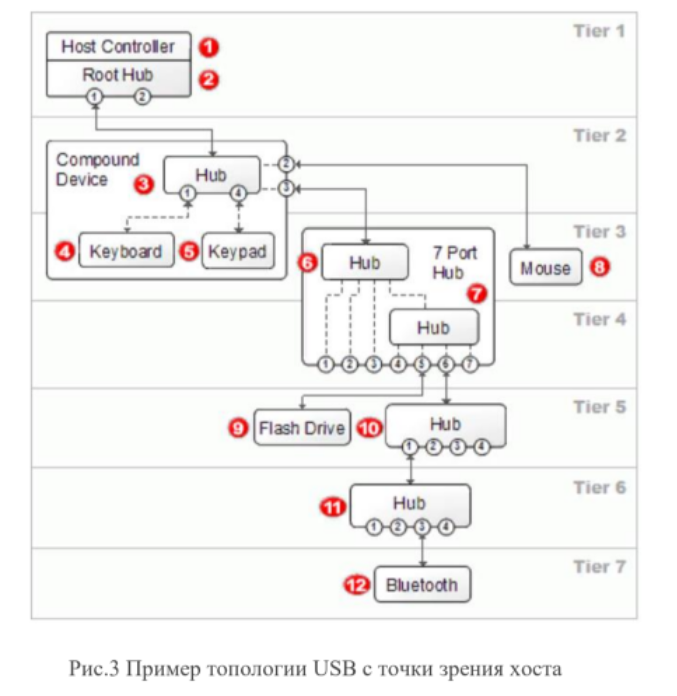 Tier 1
Host Controller 1
Root Hub 2
1 2
Tier 2
Compound
Device
3
Hub
2
3
1 4
Tier 3
4 Keyboard
5 Keypad
6 Hub
7 Port
Hub
7
Mouse 8
Tier 4
Hub
1 2 3 4 5 6 7
Tier 5
9 Flash Drive
10 Hub
1 2 3 4
Tier 6
11 Hub
1 2 3 4
Tier 7
12 Bluetooth
Рис.3 Пример топологии USB с точки зрения хоста